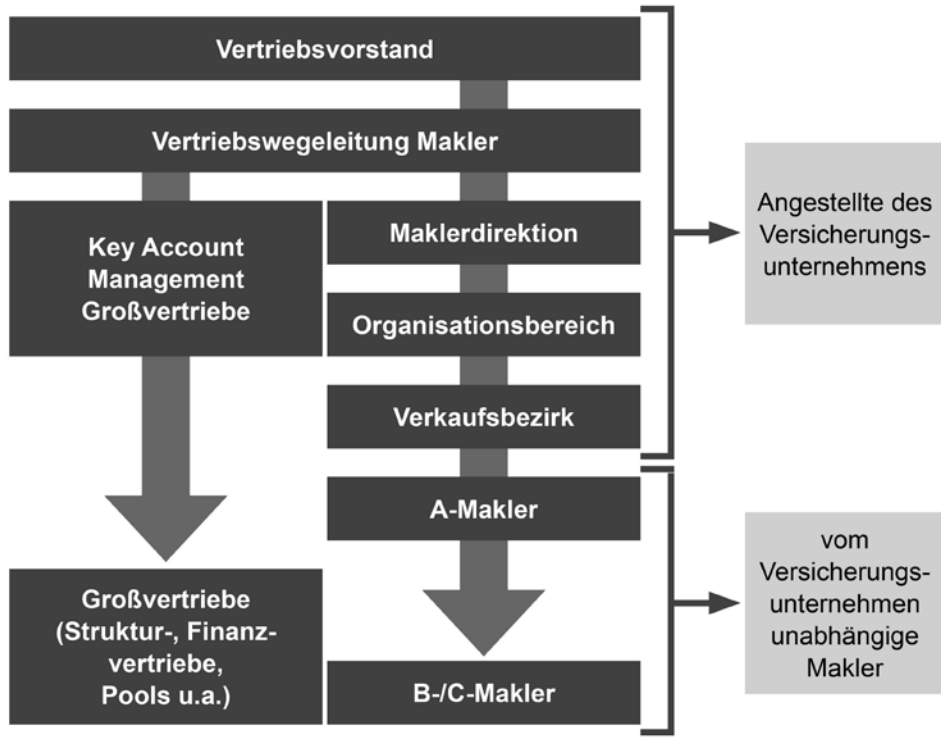 Vertriebsvorstand
Vertriebswegeleitung Makler
Key Account
Management
Großvertriebe
Maklerdirektion
Organisationsbereich
Verkaufsbezirk
A-Makler
Großvertriebe
(Struktur-, Finanz-
vertriebe,
Pools u.a.)
B-/C-Makler
Angestellte des
Versicherungs-
unternehmens
vom
Versicherungs-
unternehmen
unabhängige
Makler